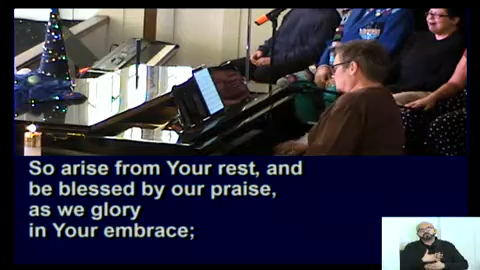 So arise from Your rest, and
be blessed by our praise,
as we glory
in Your embrace;